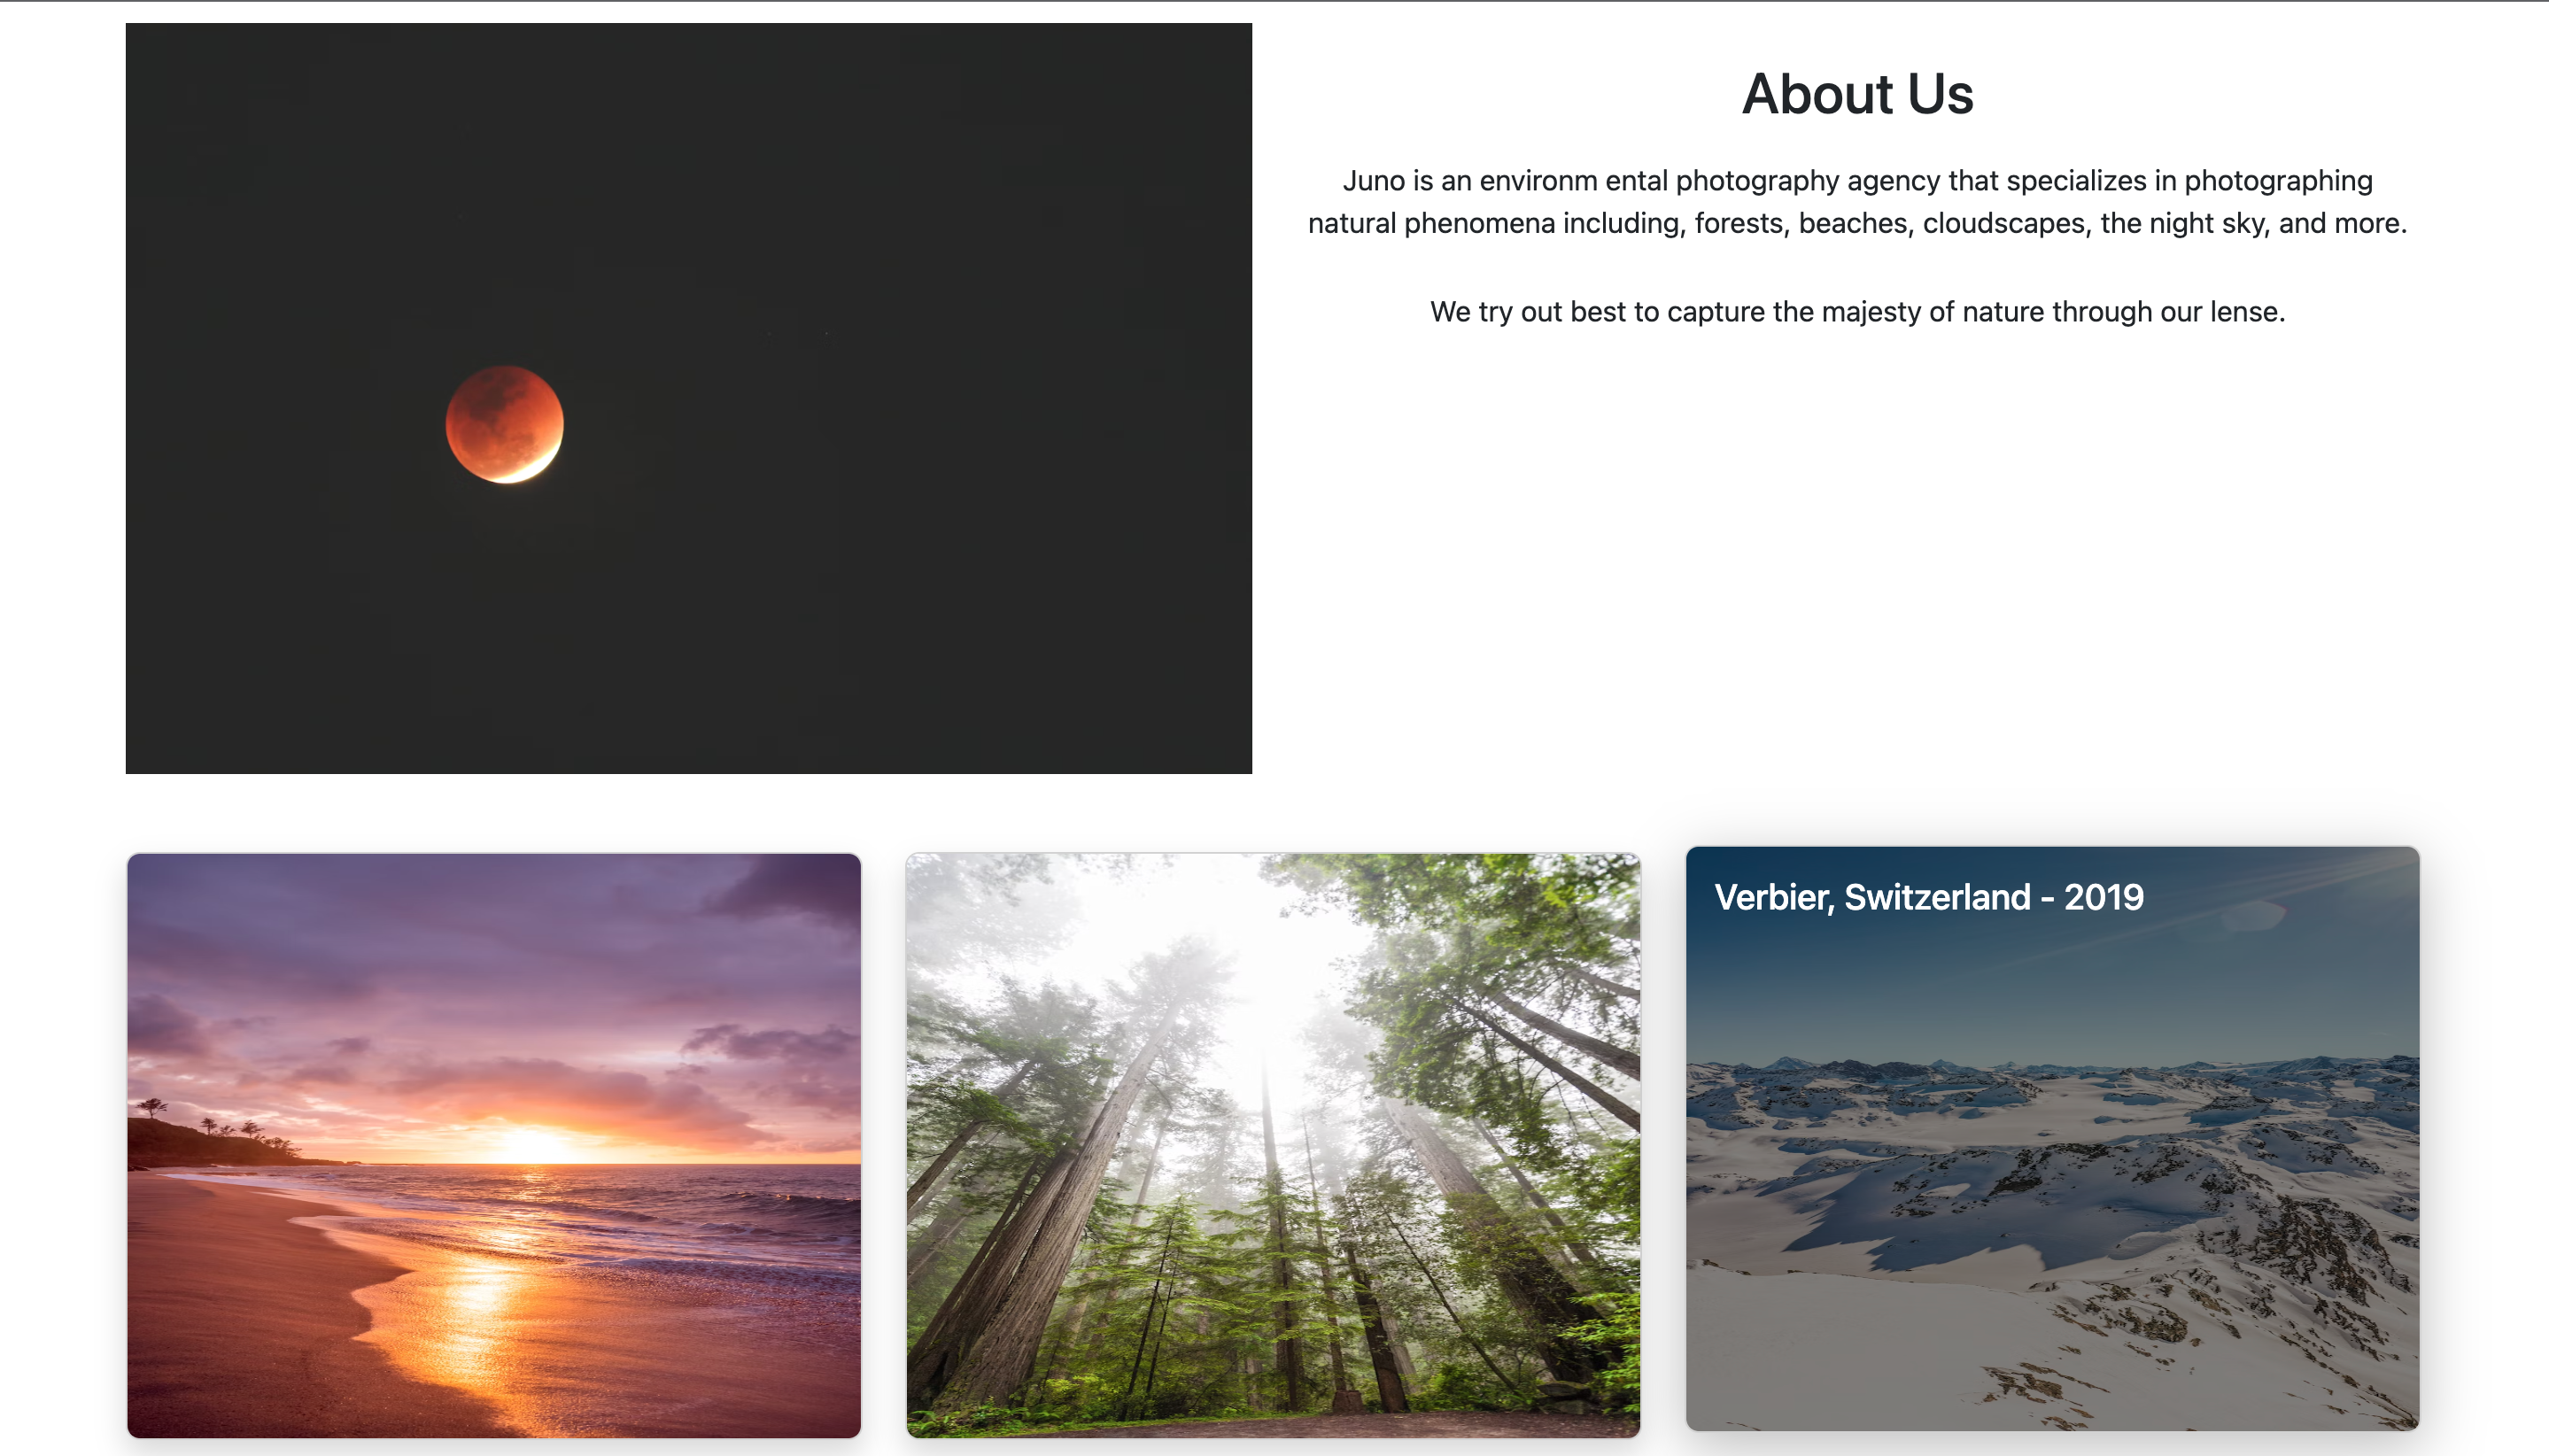 About Us
Juno is an environm ental photography agency that specializes in photographing
natural phenomena including, forests, beaches, cloudscapes, the night sky, and more.
We try out best to capture the majesty of nature through our lense.
Verbier, Switzerland - 2019